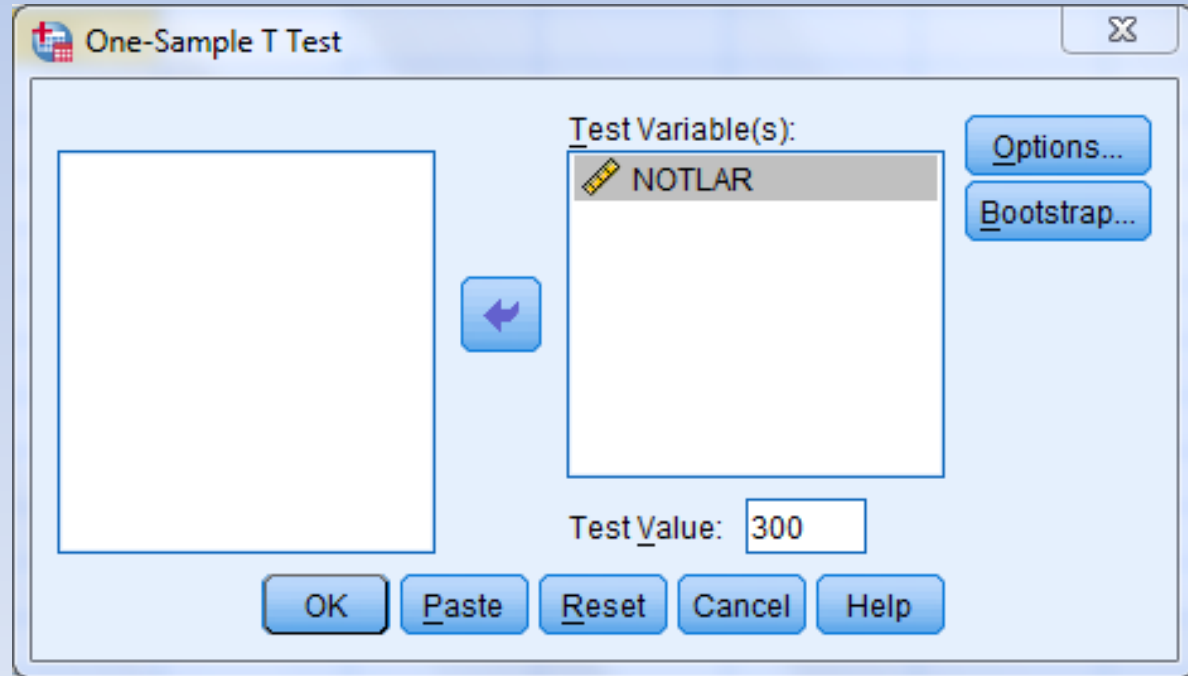 One-Sample T Test
Test Variable(s):
NOTLAR
Options...
Bootstrap...
Test Value: 300
OK Paste Reset Cancel Help